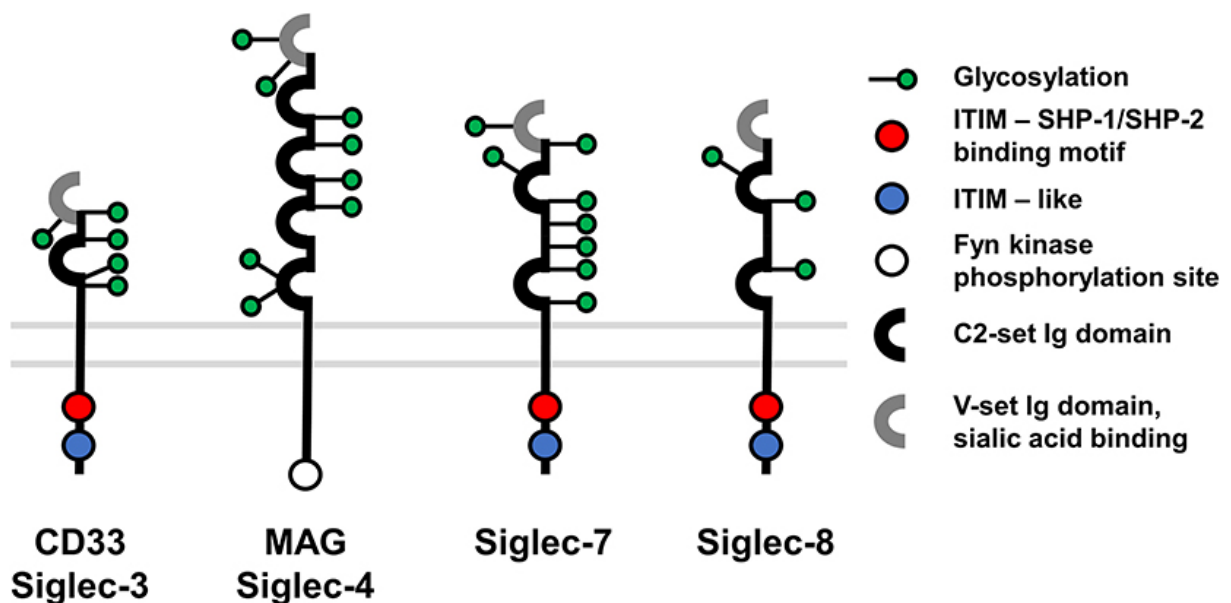 Glycosylation
ITIM – SHP-1/SHP-2
binding motif
ITIM – like
Fyn kinase
phosphorylation site
C2-set Ig domain
V-set Ig domain,
sialic acid binding
CD33
Siglec-3
MAG
Siglec-4
Siglec-7
Siglec-8